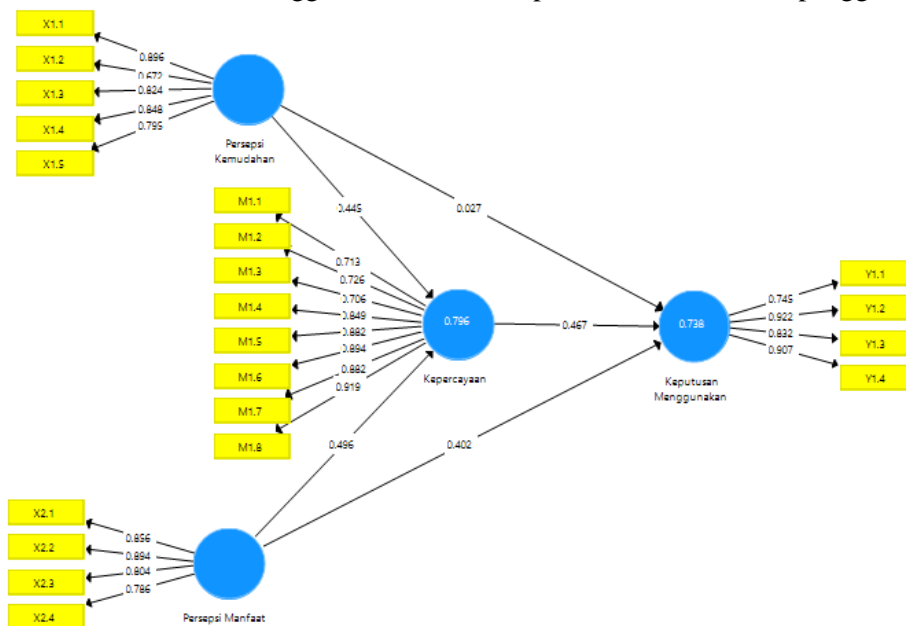 X1.1
X1.2
X1.3
X1.4
X1.5
0.896
0.672
0.824
0.848
0.795
Persepsi
Kemudahan
M1.1
M1.2
M1.3
M1.4
M1.5
M1.6
M1.7
M1.8
0.713
0.726
0.706
0.849
0.882
0.894
0.882
0.919
0.445
0.027
0.796
Kepercayaan
0.467
0.738
Keputusan
Menggunakan
0.745
0.922
0.832
0.907
Y1.1
Y1.2
Y1.3
Y1.4
0.496
0.402
X2.1
X2.2
X2.3
X2.4
0.856
0.894
0.804
0.786
Persepsi Manfaat